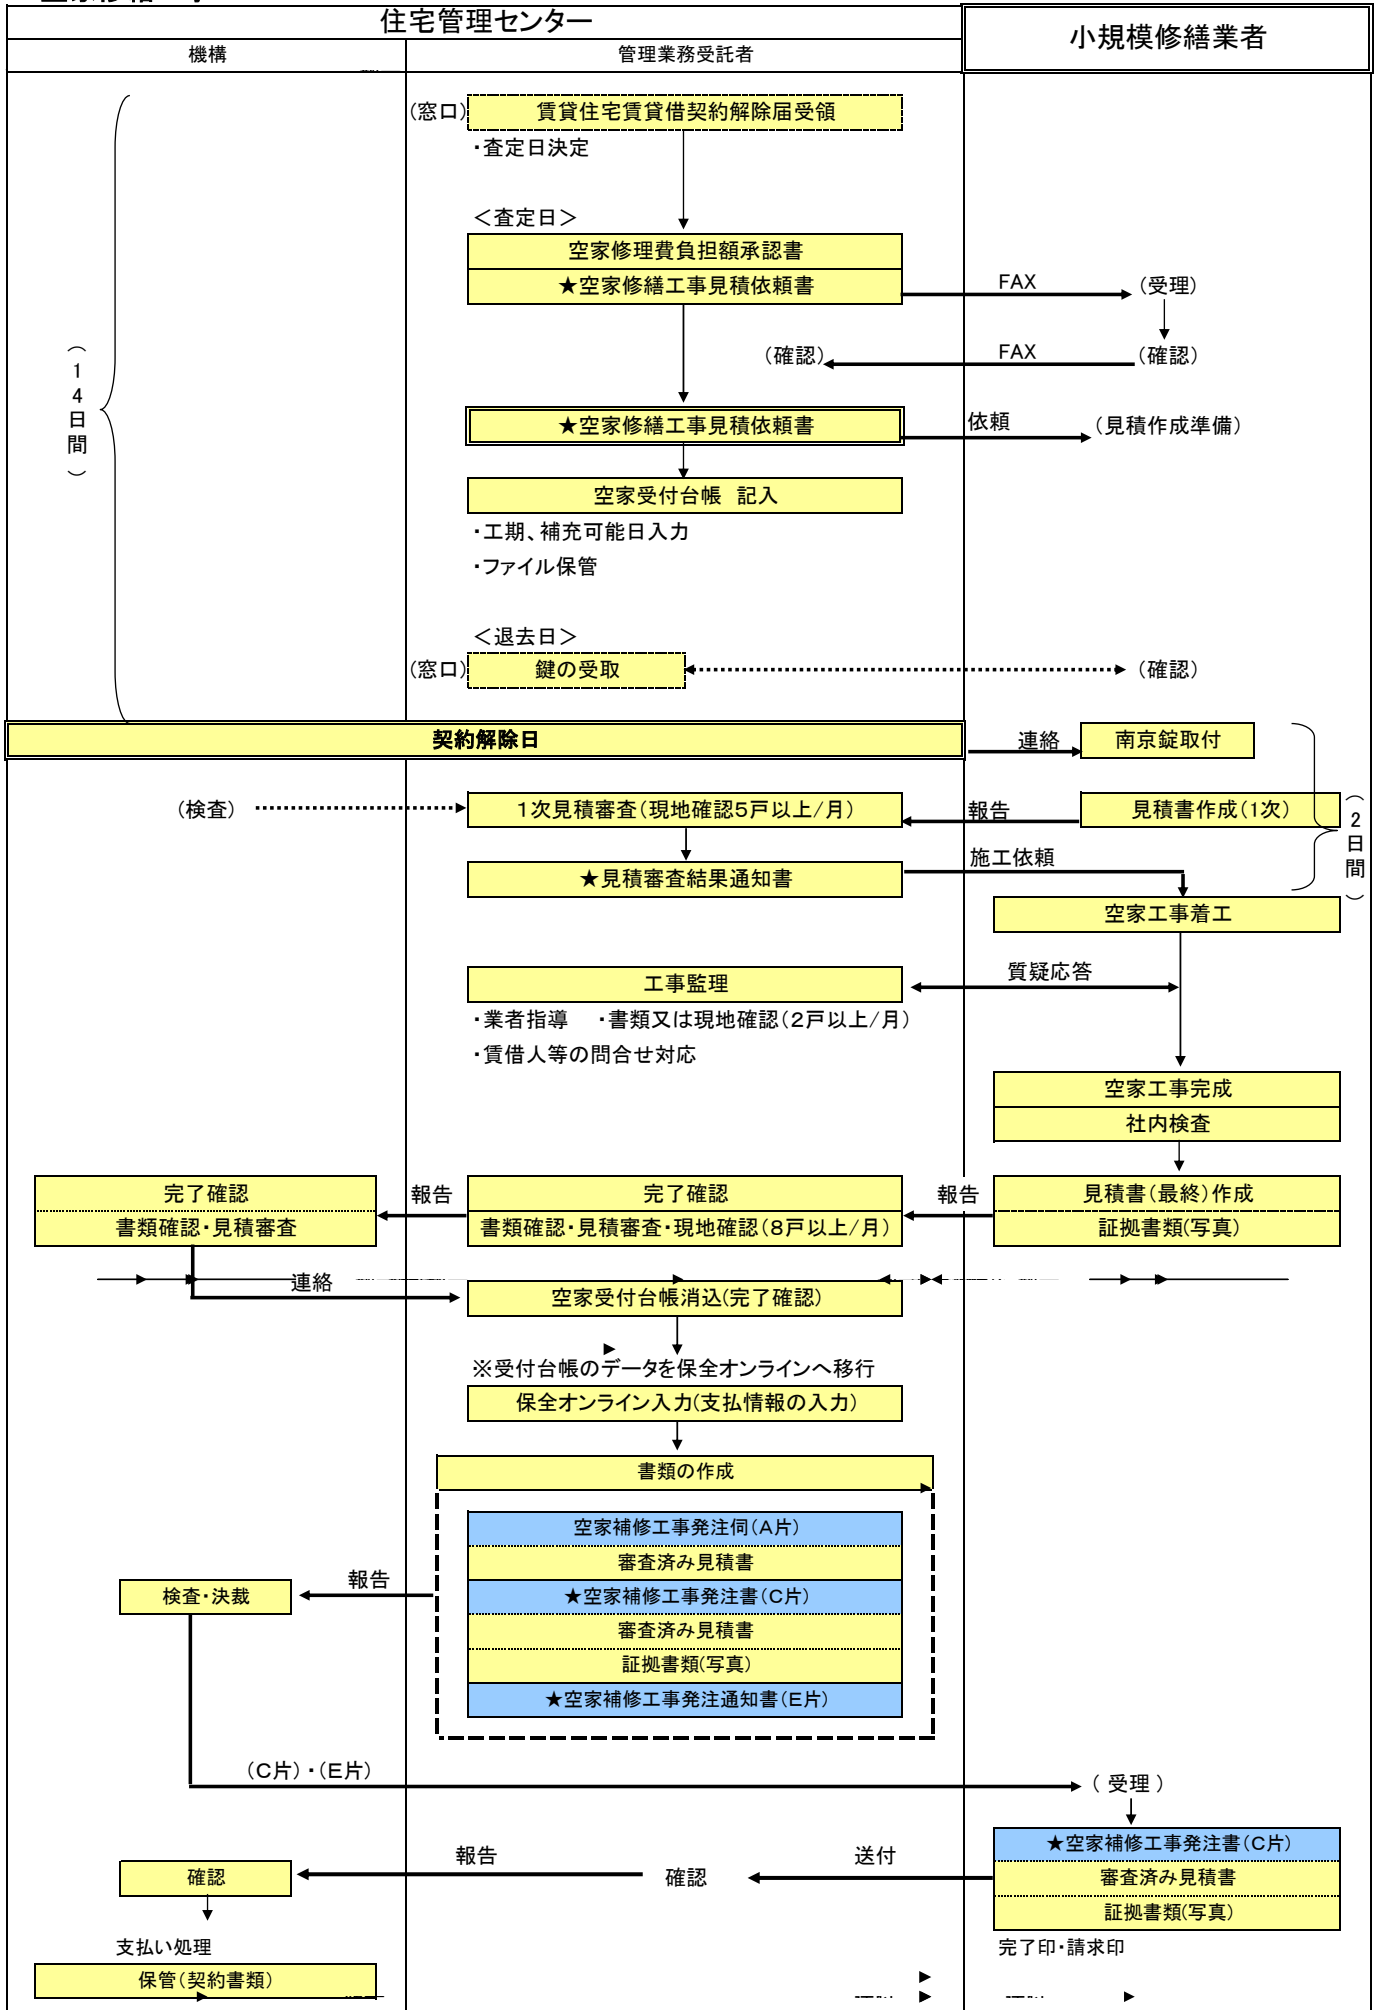 住宅管理センター
小規模修繕業者
機構
管理業務受託者
(窓口)
賃貸住宅賃貸借契約解除届受領
・査定日決定
＜査定日＞
空家修理費負担額承認書
★空家修繕工事見積依頼書
FAX
(受理)
(確認)
FAX
(確認)
(14日間)
★空家修繕工事見積依頼書
依頼
(見積作成準備)
空家受付台帳　記入
・工期、補充可能日入力
・ファイル保管
＜退去日＞
(窓口)
鍵の受取
(確認)
契約解除日
連絡
南京錠取付
(検査)
1次見積審査(現地確認5戸以上/月)
報告
見積書作成(1次)
(2日間)
★見積審査結果通知書
施工依頼
空家工事着工
工事監理
質疑応答
・業者指導　・書類又は現地確認(2戸以上/月)
・賃借人等の問合せ対応
空家工事完成
社内検査
完了確認
報告
完了確認
報告
見積書(最終)作成
書類確認・見積審査
書類確認・見積審査・現地確認(8戸以上/月)
証拠書類(写真)
連絡
空家受付台帳消込(完了確認)
※受付台帳のデータを保全オンラインへ移行
保全オンライン入力(支払情報の入力)
書類の作成
空家補修工事発注伺(A片)
審査済み見積書
検査・決裁
報告
★空家補修工事発注書(C片)
審査済み見積書
証拠書類(写真)
★空家補修工事発注通知書(E片)
(C片)・(E片)
( 受理 )
★空家補修工事発注書(C片)
確認
報告
確認
送付
審査済み見積書
証拠書類(写真)
支払い処理
完了印・請求印
保管(契約書類)